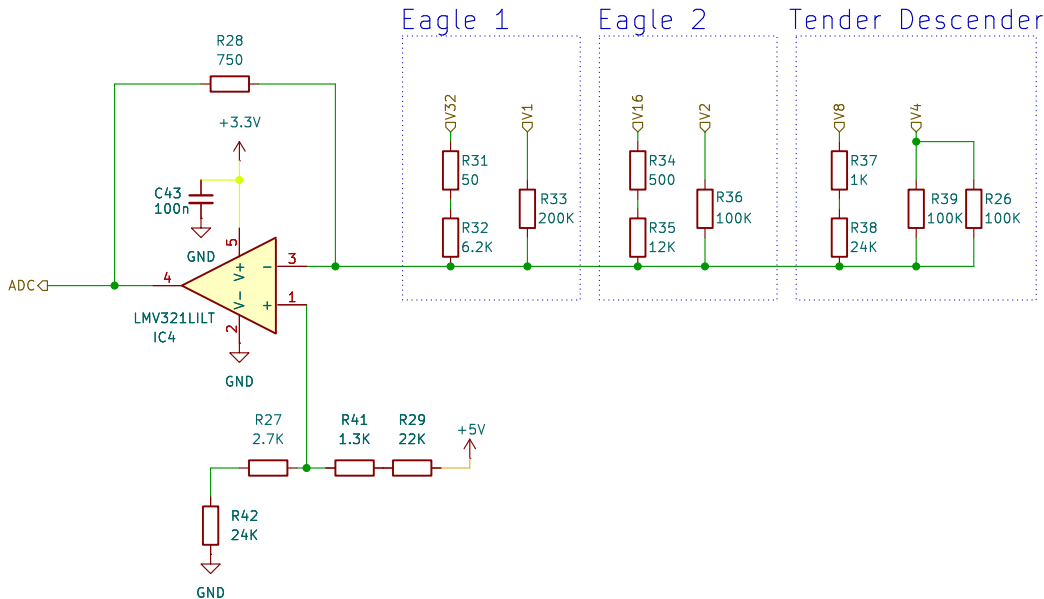 Eagle 1
Eagle 2
Tender Descender
R28
750
+3.3V
C43
100n
GND
5
V+
4
3
-
1
+
V-
2
ADC
LMV321LILT
IC4
GND
V32
V1
R31
50
R33
200K
R32
6.2K
V16
V2
R34
500
R36
100K
R35
12K
V8
V4
R37
1K
R39
100K
R26
100K
R38
24K
R27
2.7K
R41
1.3K
R29
22K
+5V
R42
24K
GND